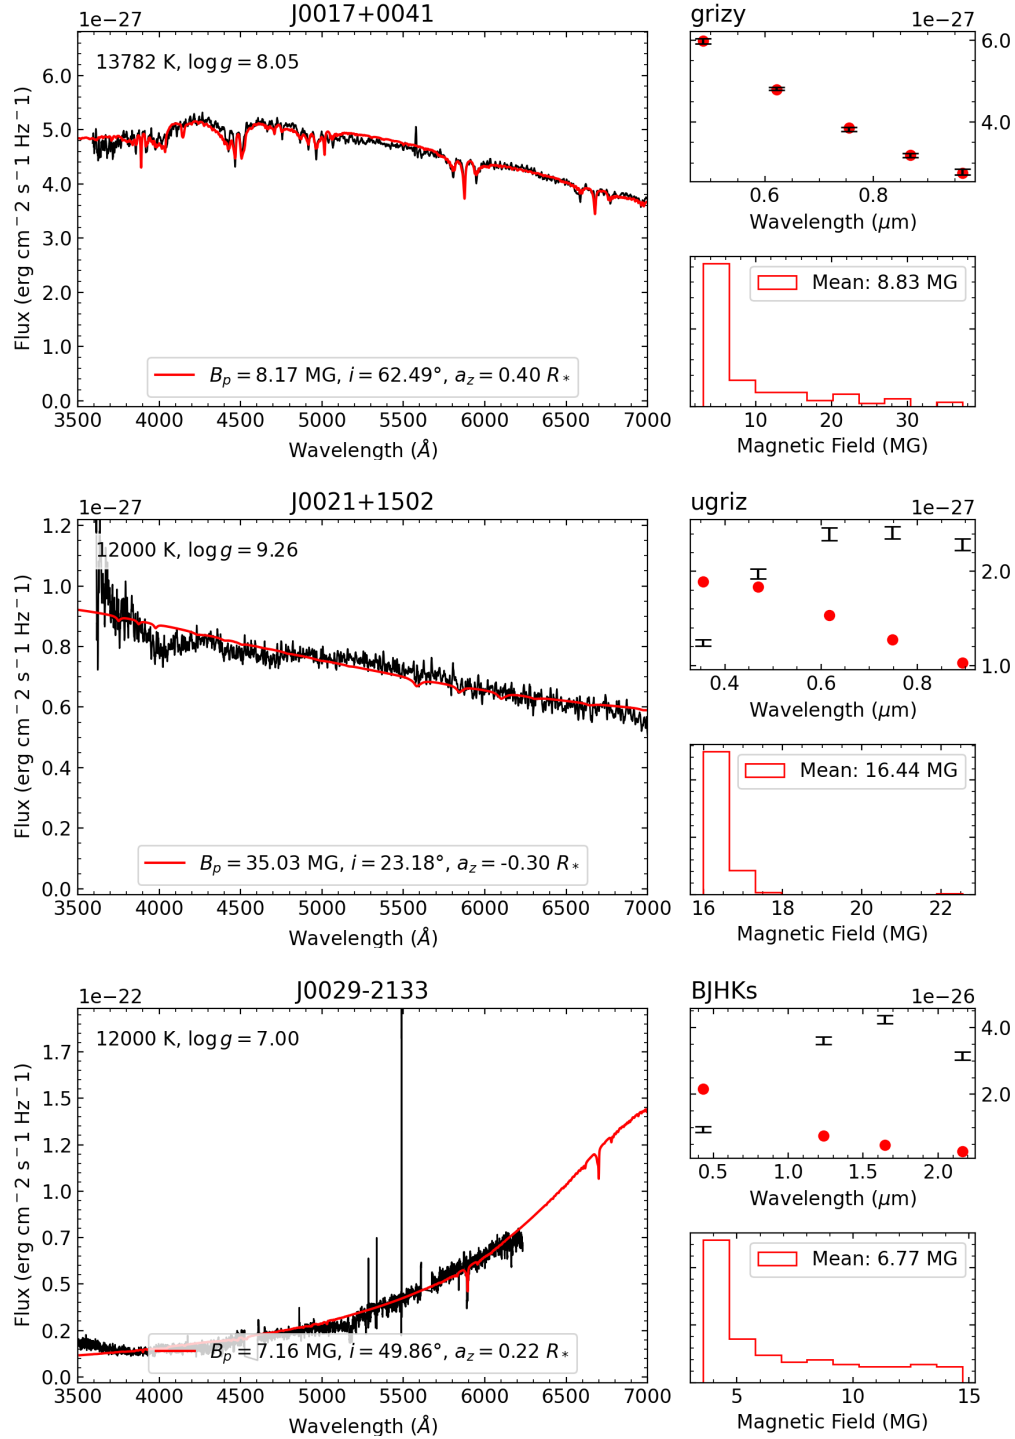 J0017+0041
1e−27
13782 K, log g = 8.05
6.0
5.0
4.0
3.0
2.0
1.0
0.0
Flux (erg cm−2 s−1 Hz−1)
B_p = 8.17 MG, i = 62.49°, a_z = 0.40 R_*
3500 4000 4500 5000 5500 6000 6500 7000
Wavelength (Å)
grizy
1e−27
6.0
4.0
0.6 0.8
Wavelength (μm)
Mean: 8.83 MG
10 20 30
Magnetic Field (MG)
J0021+1502
1e−27
12000 K, log g = 9.26
1.2
1.0
0.8
0.6
0.4
0.2
0.0
Flux (erg cm−2 s−1 Hz−1)
B_p = 35.03 MG, i = 23.18°, a_z = -0.30 R_*
3500 4000 4500 5000 5500 6000 6500 7000
Wavelength (Å)
ugriz
1e−27
2.0
1.0
0.4 0.6 0.8
Wavelength (μm)
Mean: 16.44 MG
16 18 20 22
Magnetic Field (MG)
J0029-2133
1e−22
12000 K, log g = 7.00
1.7
1.5
1.2
1.0
0.7
0.5
0.2
0.0
Flux (erg cm−2 s−1 Hz−1)
B_p = 7.16 MG, i = 49.86°, a_z = 0.22 R_*
3500 4000 4500 5000 5500 6000 6500 7000
Wavelength (Å)
BJHKs
1e−26
4.0
2.0
0.5 1.0 1.5 2.0
Wavelength (μm)
Mean: 6.77 MG
5 10 15
Magnetic Field (MG)